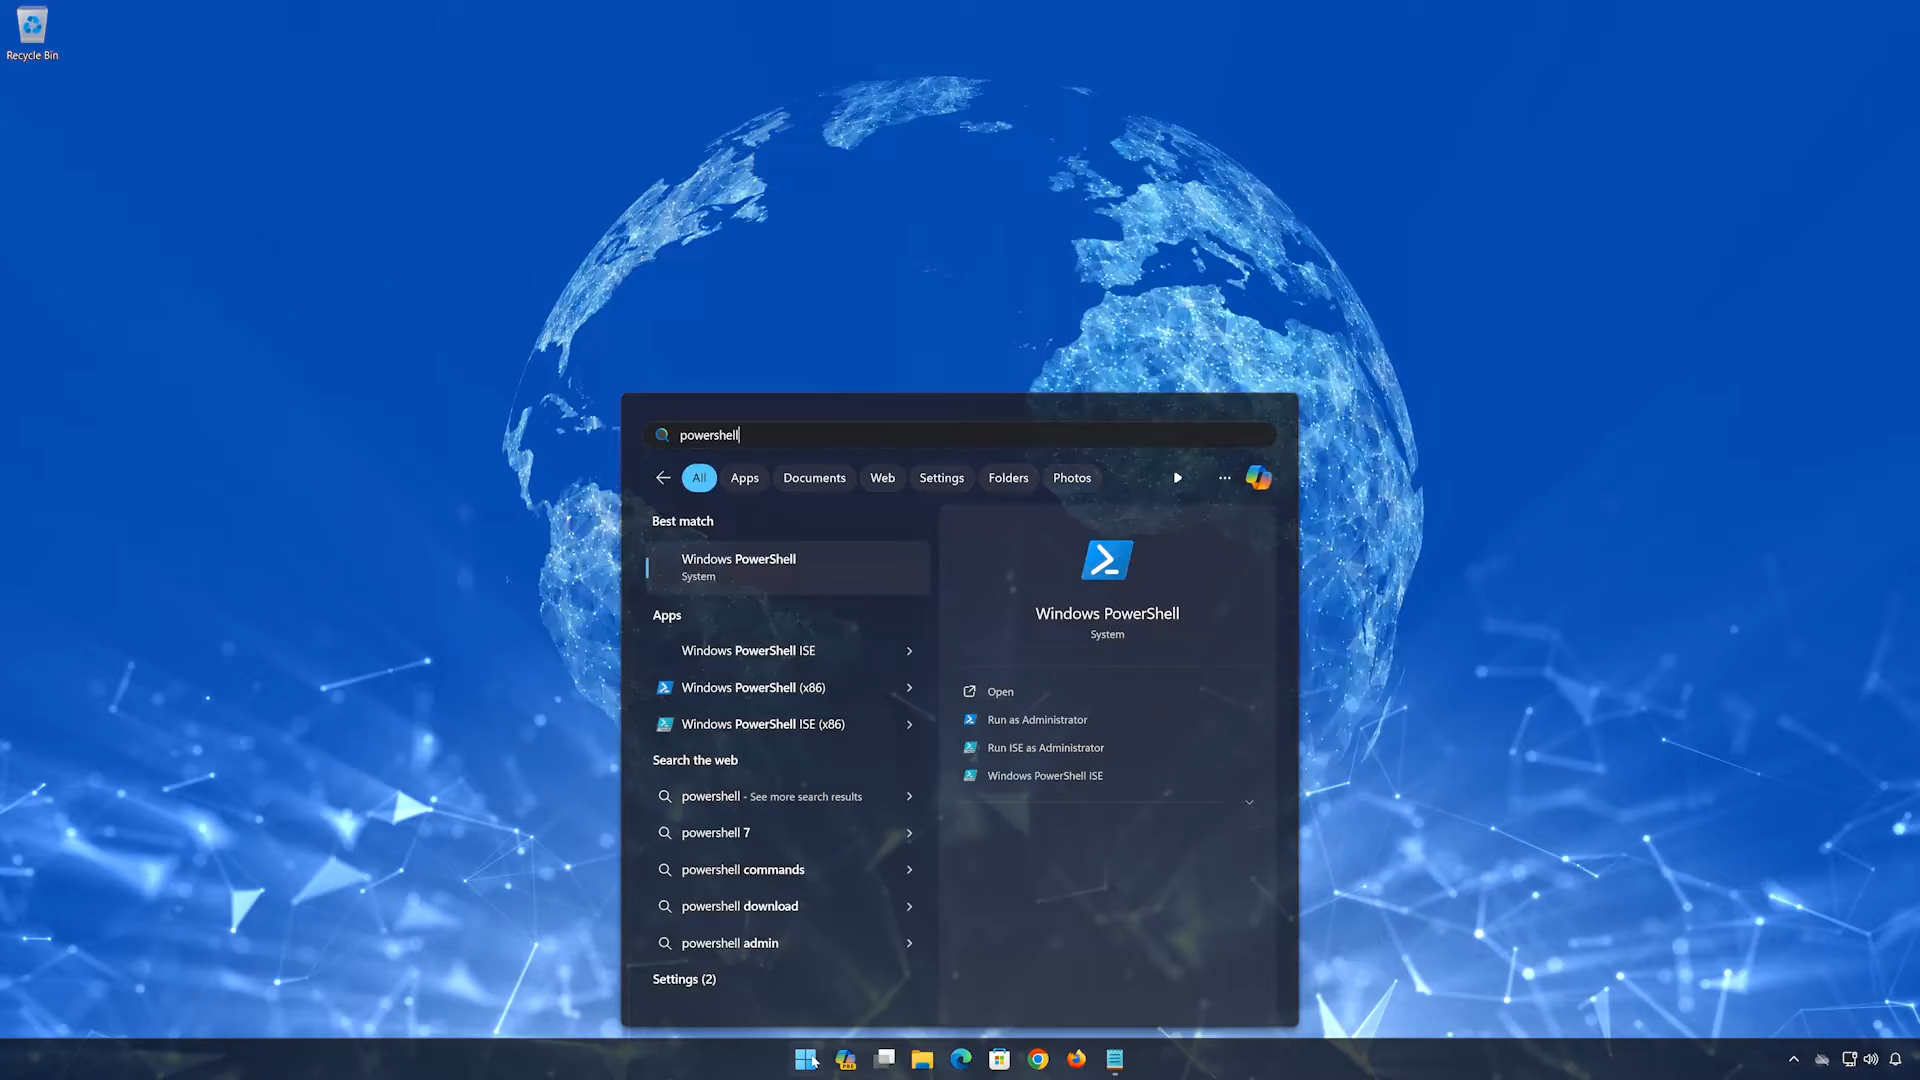 Recycle Bin
powershell
All
Apps
Documents
Web
Settings
Folders
Photos
Best match
Windows PowerShell
System
Apps
Windows PowerShell ISE
Windows PowerShell (x86)
Windows PowerShell ISE (x86)
Search the web
powershell - See more search results
powershell 7
powershell commands
powershell download
powershell admin
Settings (2)
Windows PowerShell
System
Open
Run as Administrator
Run ISE as Administrator
Windows PowerShell ISE
PRE